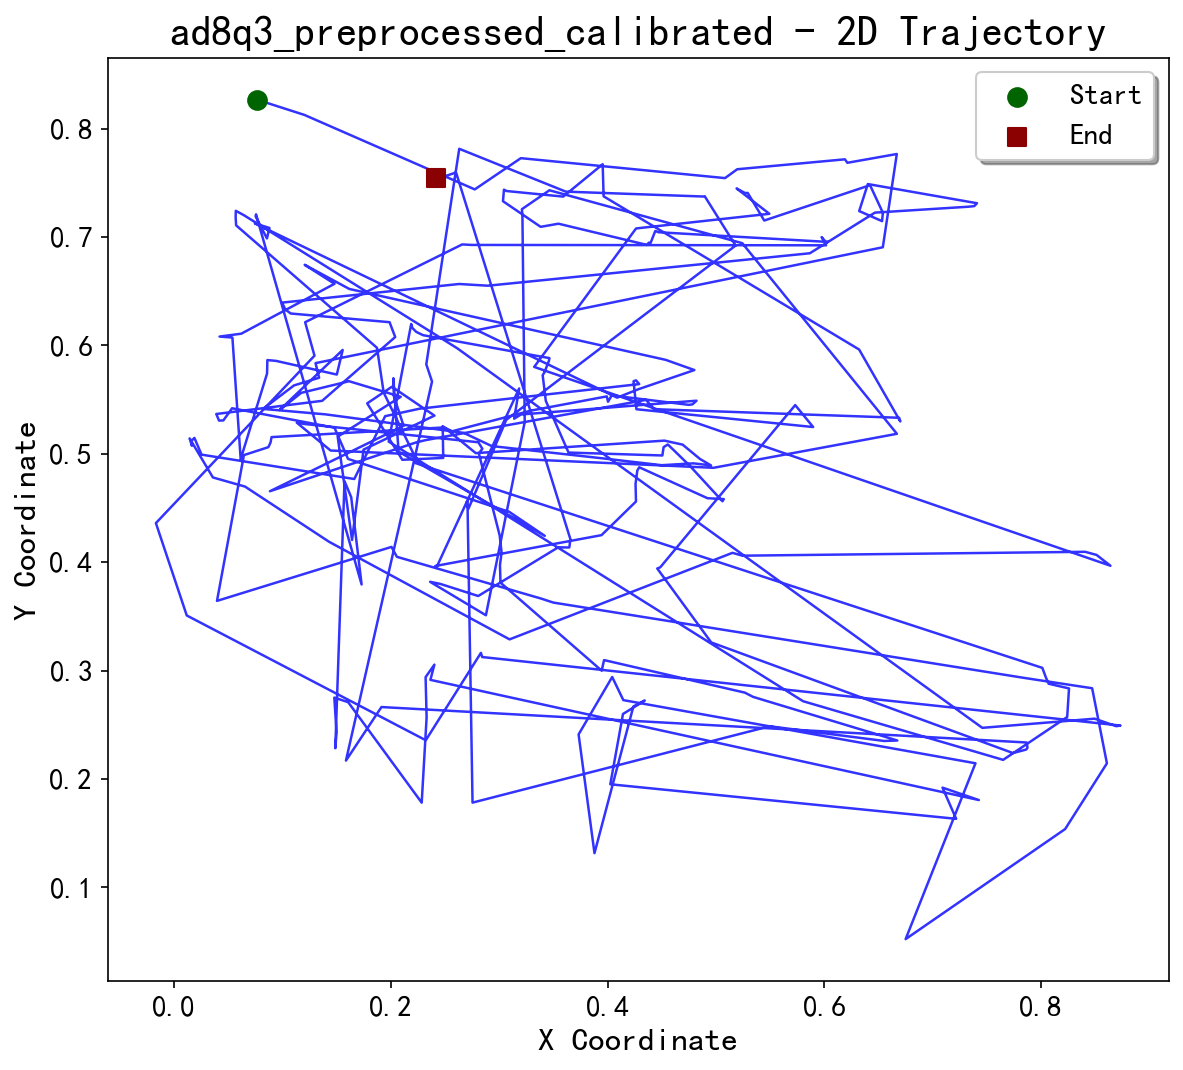 ad8q3_preprocessed_calibrated - 2D Trajectory
Start
End
0.8
0.7
0.6
0.5
0.4
0.3
0.2
0.1
Y Coordinate
0.0
0.2
0.4
0.6
0.8
X Coordinate